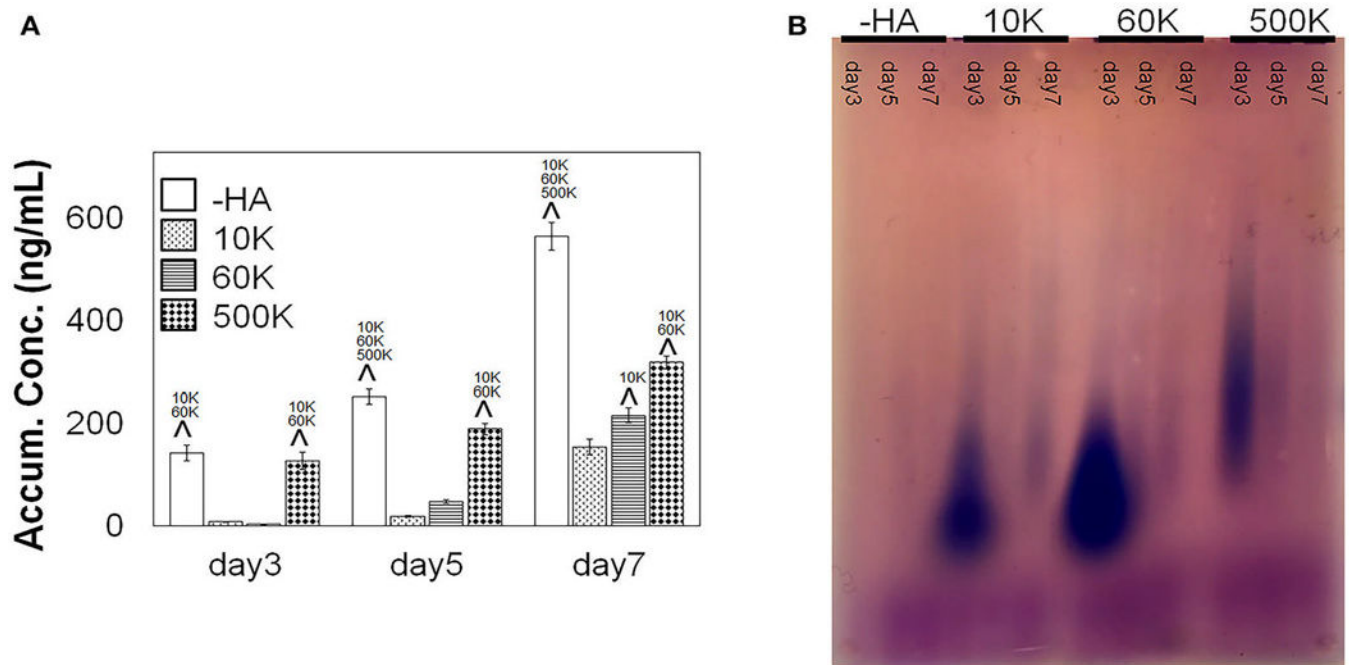 A
Accum. Conc. (ng/mL)
600
400
200
0
-HA
10K
60K
500K
10K
60K
^
10K
60K
^
10K
60K
500K
^
10K
60K
^
10K
60K
500K
^
10K
^
10K
60K
^
day3 day5 day7
B
-HA 10K 60K 500K
day3 day5 day7 day3 day5 day7 day3 day5 day7 day3 day5 day7